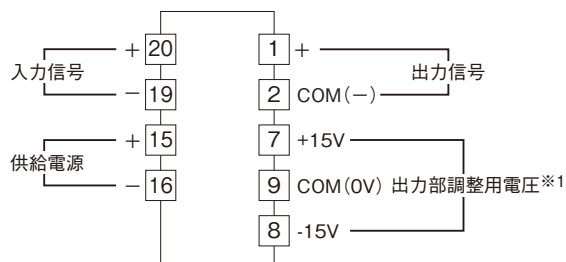 入力信号
+ 20
− 19
供給電源
+ 15
− 16
1 +
2 COM(−)
出力信号
7 +15V
9 COM(0V) 出力部調整用電圧※1
8 -15V